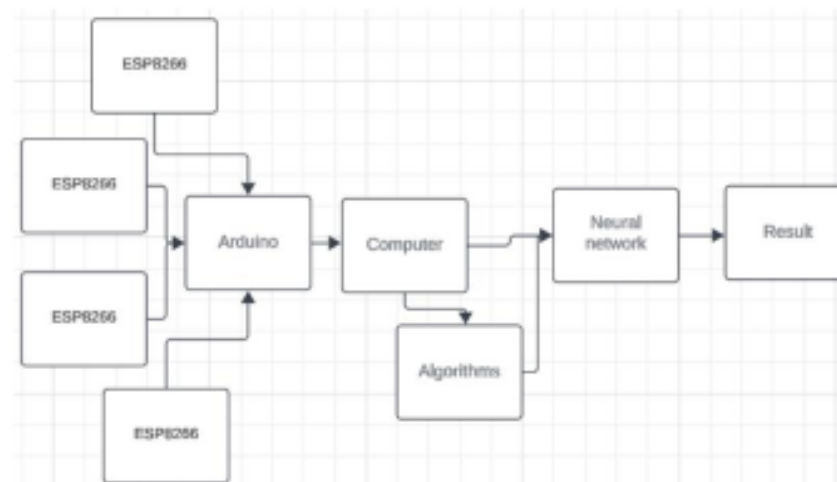 ESP8266
ESP8266
Arduino
Computer
Neural
network
Result
ESP8266
Algorithms
ESP8266